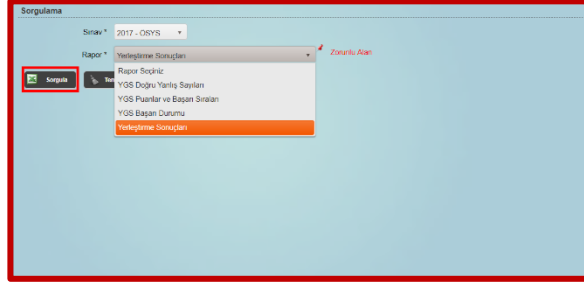 Sorgulama
Sınav * 2017 - ÖSYS
Rapor * Yerleştirme Sonuçları Zorunlu Alan
Sorgula
Rapor Seçiniz
YGS Doğru Yanlış Sayıları
YGS Puanlar ve Başarı Sıraları
YGS Başarı Durumu
Yerleştirme Sonuçları